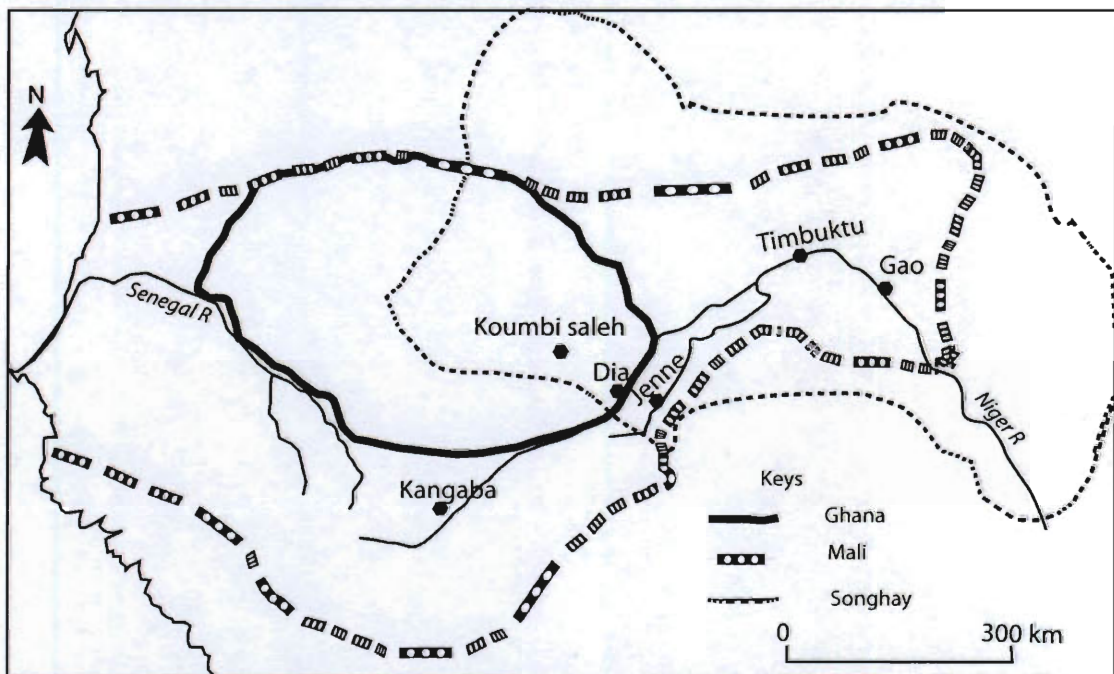 N
Timbuktu
Gao
Senegal R
Koumbi saleh
Dia
Jenne
Niger R
Kangaba
Keys
Ghana
Mali
Songhay
0 300 km